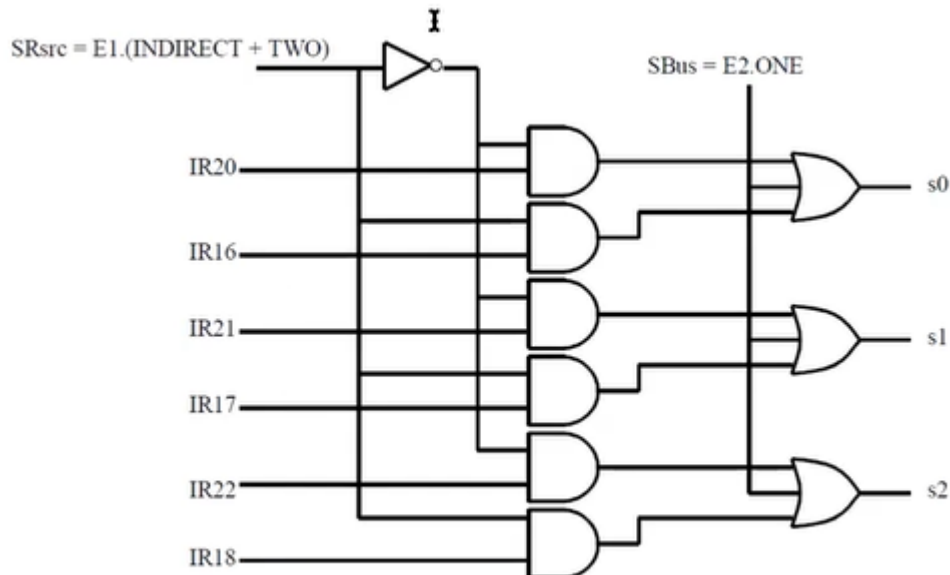 SRsrc = E1.(INDIRECT + TWO)
SBus = E2.ONE
IR20
s0
IR16
IR21
s1
IR17
IR22
s2
IR18